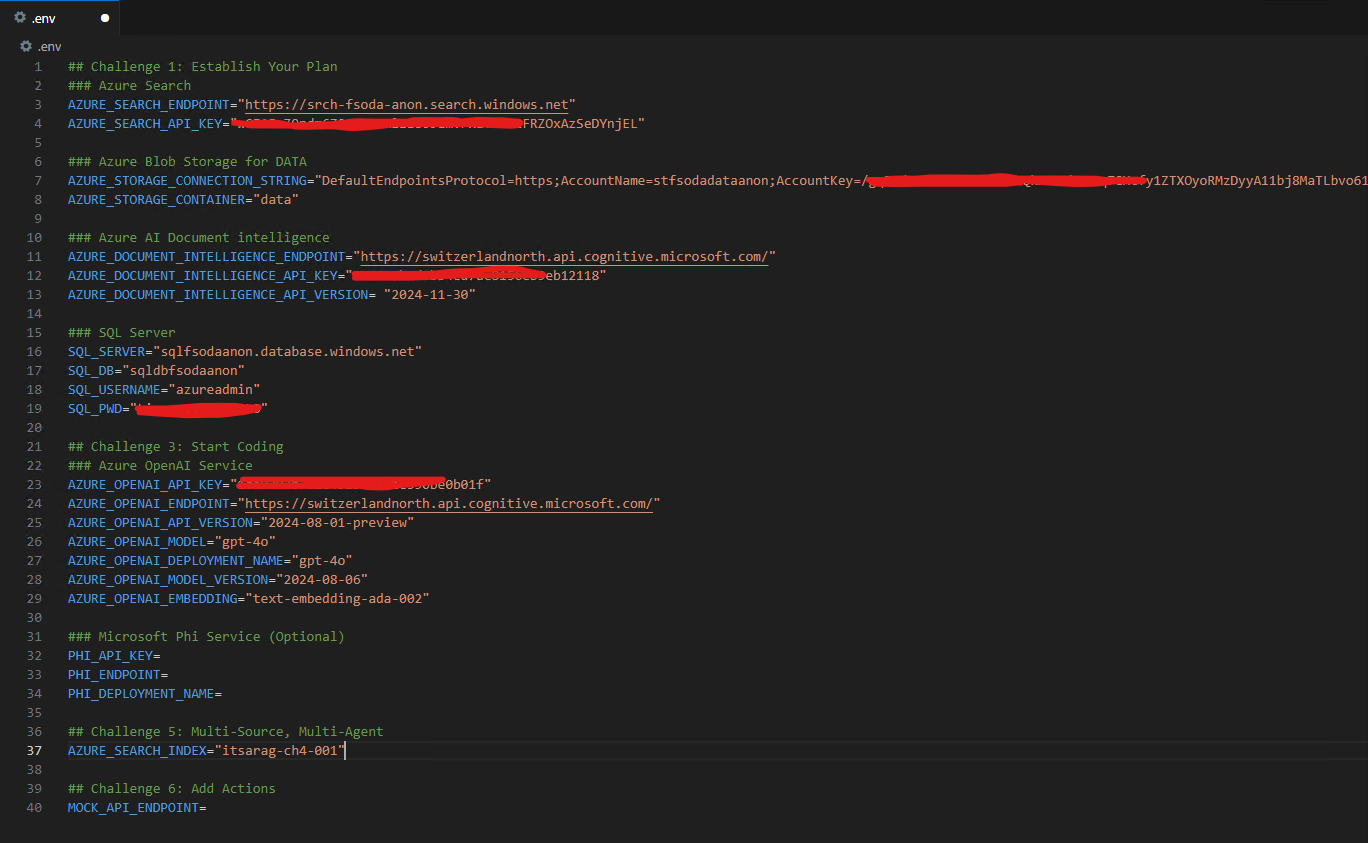 .env
.env
1 ## Challenge 1: Establish Your Plan
2 ### Azure Search
3 AZURE_SEARCH_ENDPOINT="https://srch-fsoda-anon.search.windows.net"
4 AZURE_SEARCH_API_KEY=" FRZOxAzSeDYnjEL"
5
6 ### Azure Blob Storage for DATA
7 AZURE_STORAGE_CONNECTION_STRING="DefaultEndpointsProtocol=https;AccountName=stfsodadataanon;AccountKey=/
8 AZURE_STORAGE_CONTAINER="data"
9
10 ### Azure AI Document intelligence
11 AZURE_DOCUMENT_INTELLIGENCE_ENDPOINT="https://switzerlandnorth.api.cognitive.microsoft.com/"
12 AZURE_DOCUMENT_INTELLIGENCE_API_KEY=" eb12118"
13 AZURE_DOCUMENT_INTELLIGENCE_API_VERSION= "2024-11-30"
14
15 ### SQL Server
16 SQL_SERVER="sqlfsodaanon.database.windows.net"
17 SQL_DB="sqldbfsodaanon"
18 SQL_USERNAME="azureadmin"
19 SQL_PWD=" "
20
21 ## Challenge 3: Start Coding
22 ### Azure OpenAI Service
23 AZURE_OPENAI_API_KEY=" e0b01f"
24 AZURE_OPENAI_ENDPOINT="https://switzerlandnorth.api.cognitive.microsoft.com/"
25 AZURE_OPENAI_API_VERSION="2024-08-01-preview"
26 AZURE_OPENAI_MODEL="gpt-4o"
27 AZURE_OPENAI_DEPLOYMENT_NAME="gpt-4o"
28 AZURE_OPENAI_MODEL_VERSION="2024-08-06"
29 AZURE_OPENAI_EMBEDDING="text-embedding-ada-002"
30
31 ### Microsoft Phi Service (Optional)
32 PHI_API_KEY=
33 PHI_ENDPOINT=
34 PHI_DEPLOYMENT_NAME=
35
36 ## Challenge 5: Multi-Source, Multi-Agent
37 AZURE_SEARCH_INDEX="itsarag-ch4-001"
38
39 ## Challenge 6: Add Actions
40 MOCK_API_ENDPOINT=